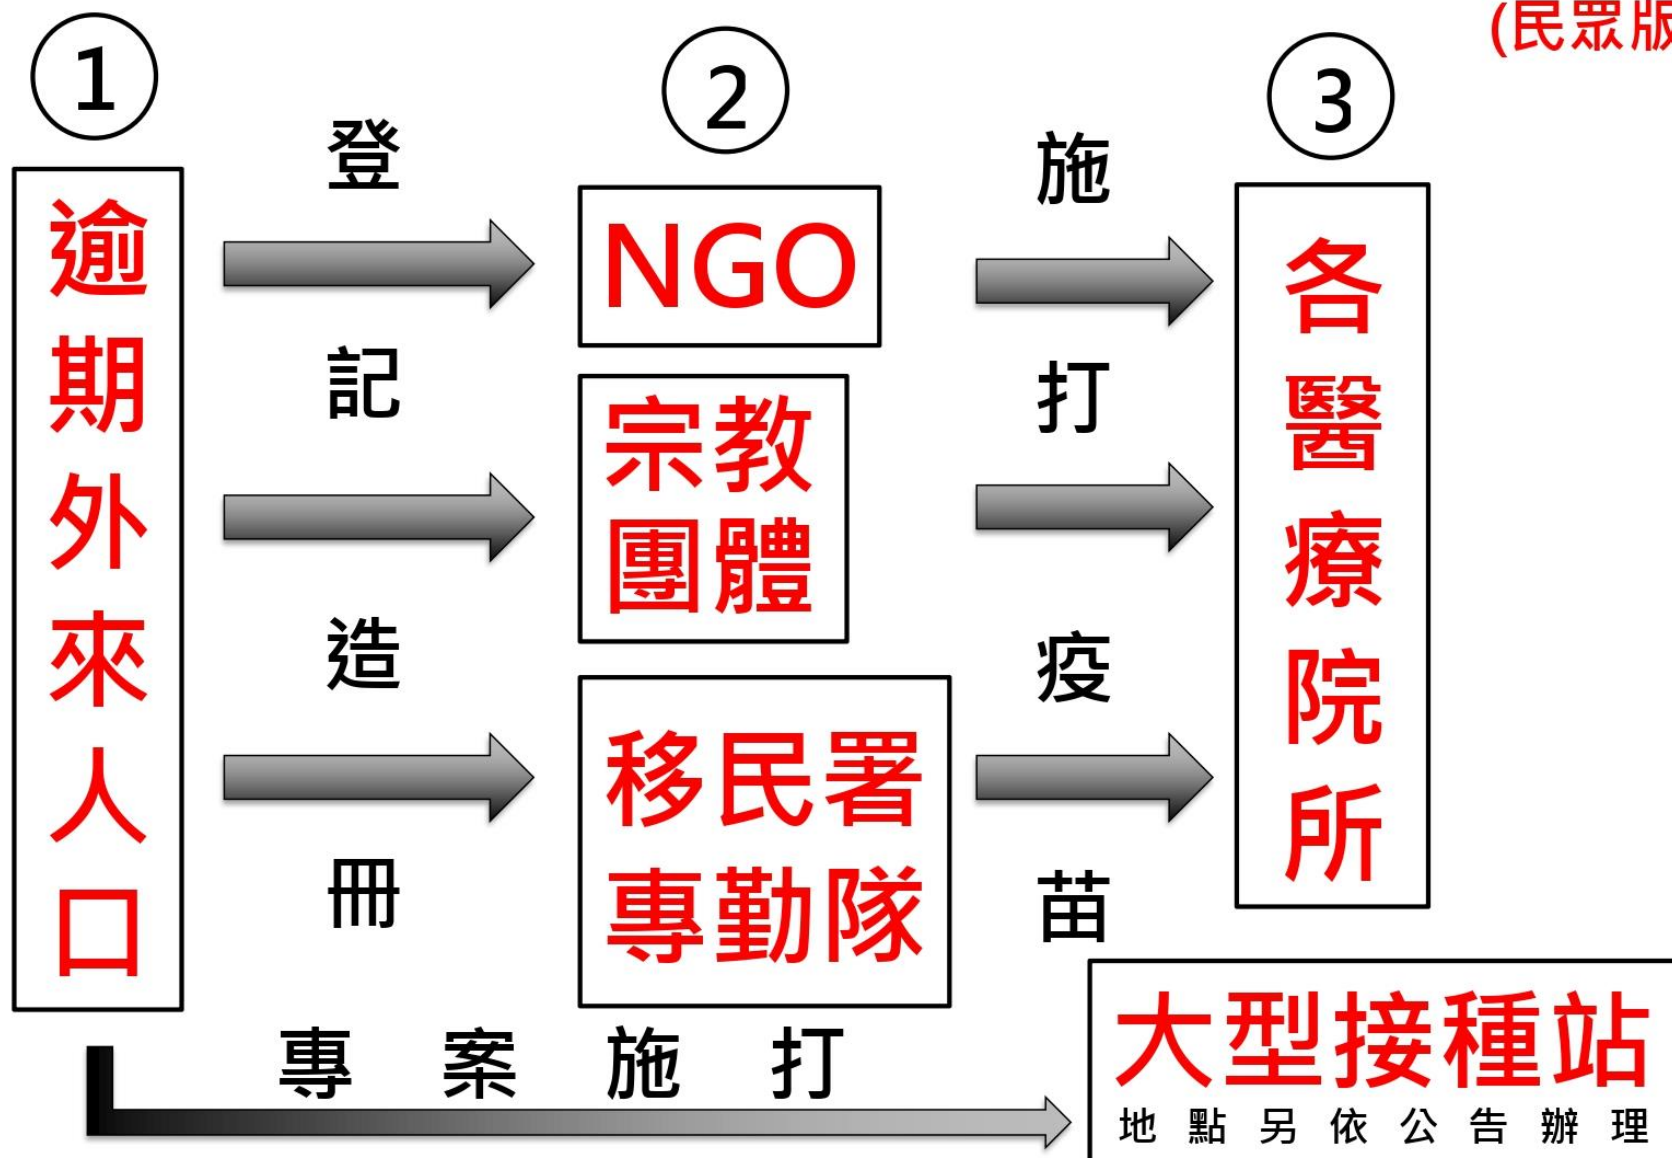 (民眾版
①
逾期外來人口
登記造冊
②
NGO
宗教
團體
移民署
專勤隊
施打疫苗
③
各醫療院所
專案施打
大型接種站
地點另依公告辦理